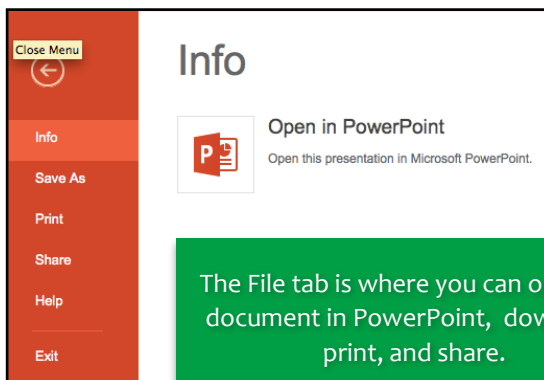 Close Menu
Info
Info
Save As
Print
Share
Help
Exit
Open in PowerPoint
Open this presentation in Microsoft PowerPoint.
The File tab is where you can
document in PowerPoint,
print, and share.